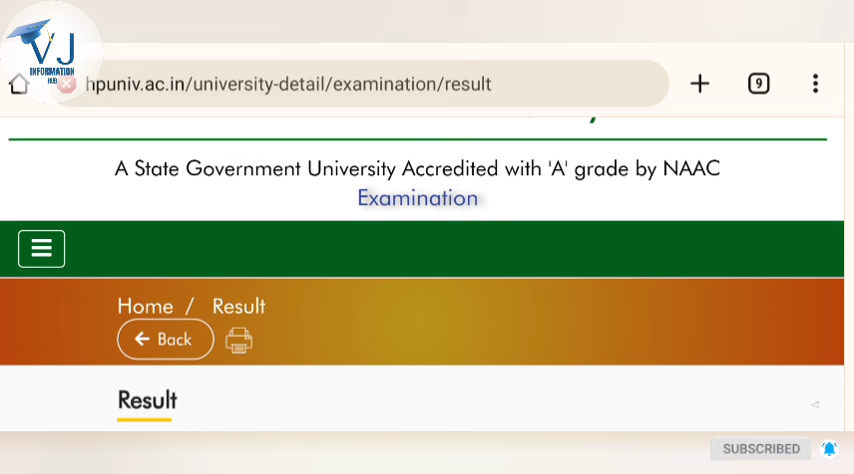 VJ
INFORMATION
HUB
hpuniv.ac.in/university-detail/examination/result
9
A State Government University Accredited with 'A' grade by NAAC
Examination
Home / Result
Back
Result
SUBSCRIBED